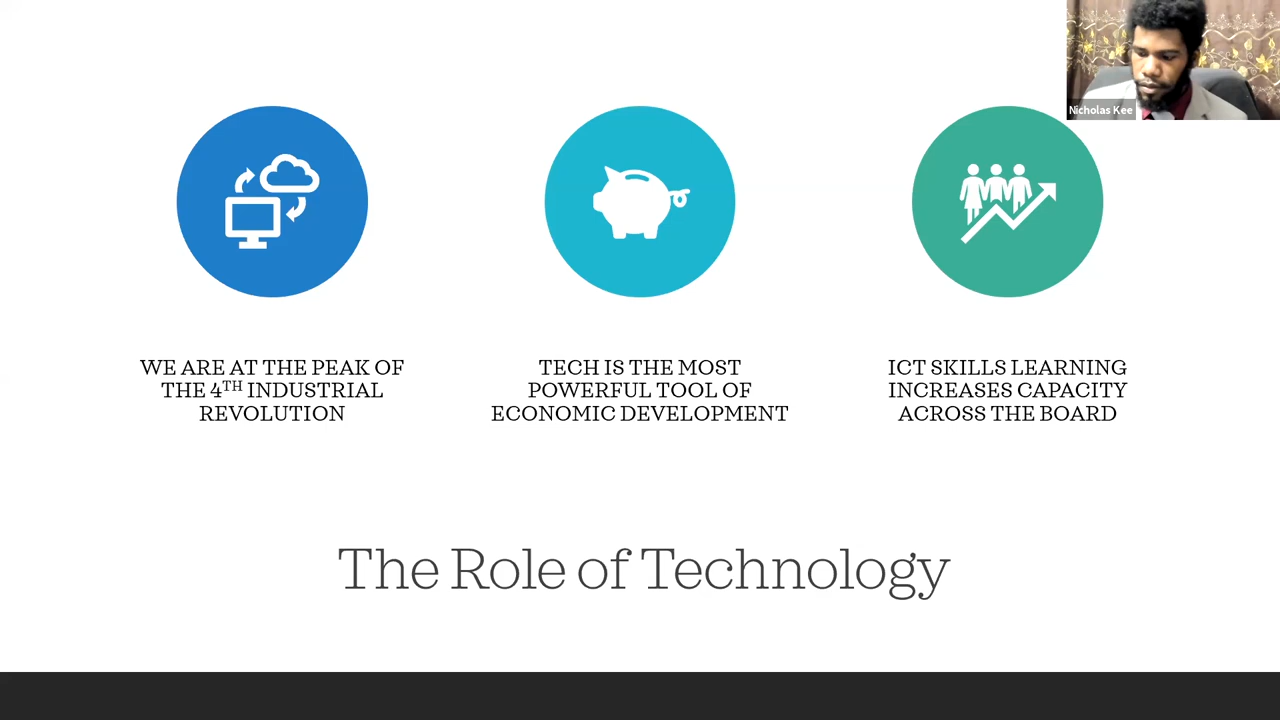 Nicholas Kee
WE ARE AT THE PEAK OF
THE 4TH INDUSTRIAL
REVOLUTION
TECH IS THE MOST
POWERFUL TOOL OF
ECONOMIC DEVELOPMENT
ICT SKILLS LEARNING
INCREASES CAPACITY
ACROSS THE BOARD
The Role of Technology